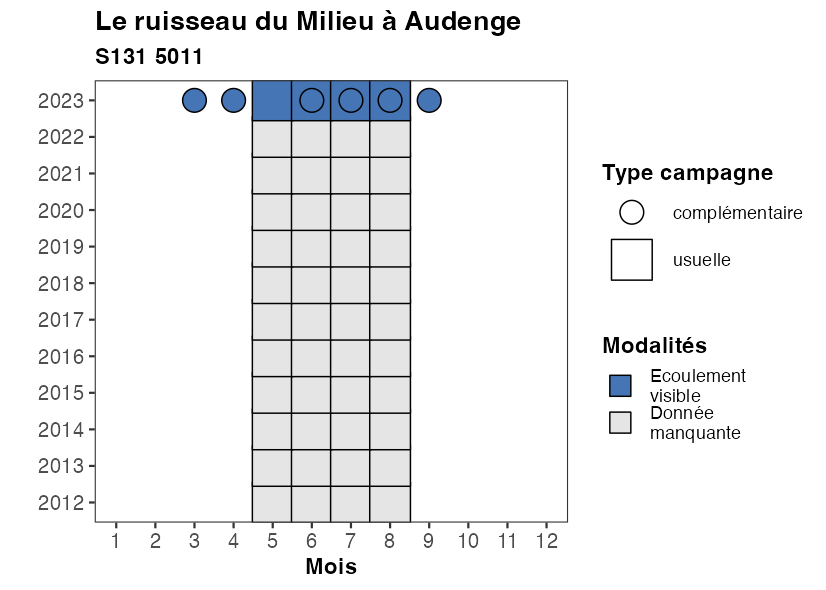 Le ruisseau du Milieu à Audenge
S131 5011
2023
2022
2021
2020
2019
2018
2017
2016
2015
2014
2013
2012
1 2 3 4 5 6 7 8 9 10 11 12
Mois
Type campagne
complémentaire
usuelle
Modalités
Ecoulement
visible
Donnée
manquante